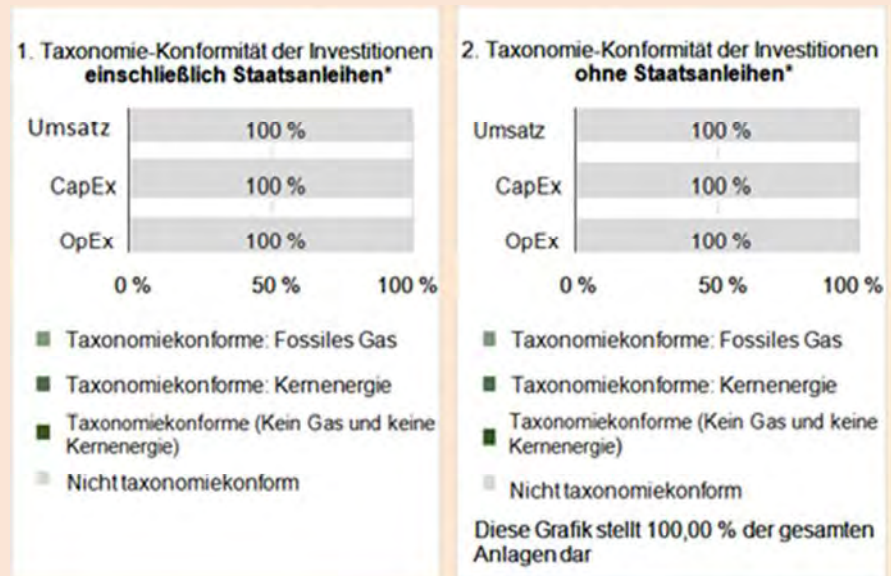 1. Taxonomie-Konformität der Investitionen
einschließlich Staatsanleihen*
Umsatz 100 %
CapEx 100 %
OpEx 100 %
0 % 50 % 100 %
Taxonomiekonforme: Fossiles Gas
Taxonomiekonforme: Kernenergie
Taxonomiekonforme (Kein Gas und keine
Kernenergie)
Nicht taxonomiekonform
2. Taxonomie-Konformität der Investitionen
ohne Staatsanleihen*
Umsatz 100 %
CapEx 100 %
OpEx 100 %
0 % 50 % 100 %
Taxonomiekonforme: Fossiles Gas
Taxonomiekonforme: Kernenergie
Taxonomiekonforme (Kein Gas und keine
Kernenergie)
Nicht taxonomiekonform
Diese Grafik stellt 100,00 % der gesamten
Anlagen dar